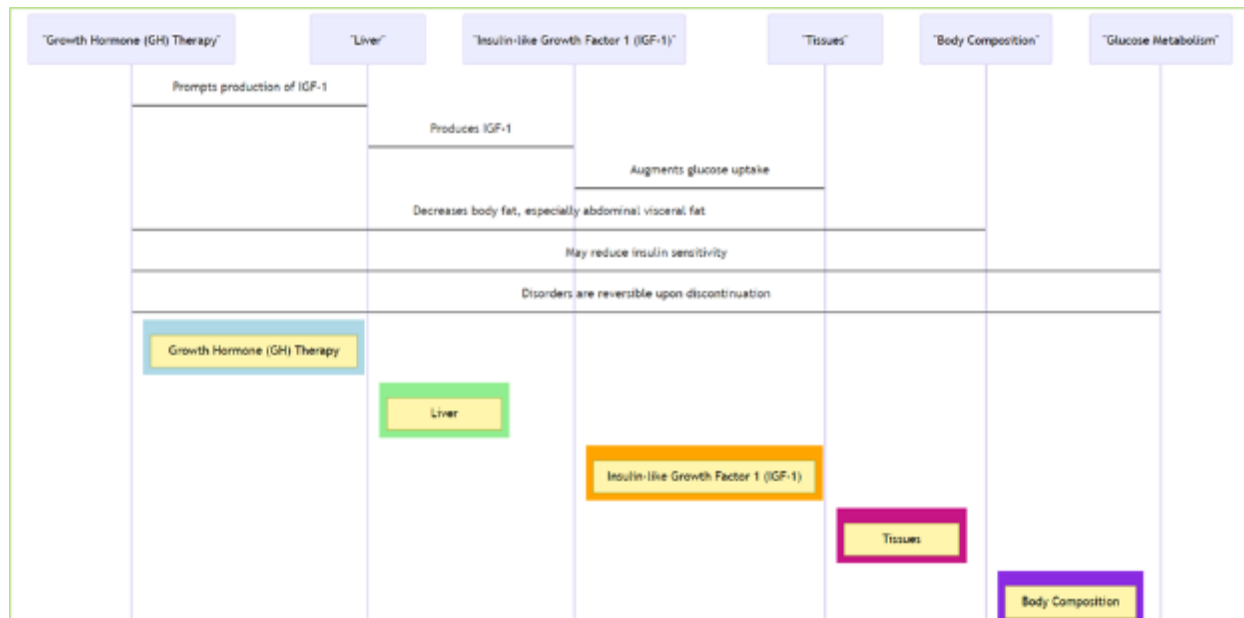 "Growth Hormone (GH) Therapy" "Liver" "Insulin-like Growth Factor 1 (IGF-1)" "Tissues" "Body Composition" "Glucose Metabolism"
Prompts production of IGF-1
Produces IGF-1
Augments glucose uptake
Decreases body fat, especially abdominal visceral fat
May reduce insulin sensitivity
Disorders are reversible upon discontinuation
Growth Hormone (GH) Therapy
Liver
Insulin-like Growth Factor 1 (IGF-1)
Tissues
Body Composition